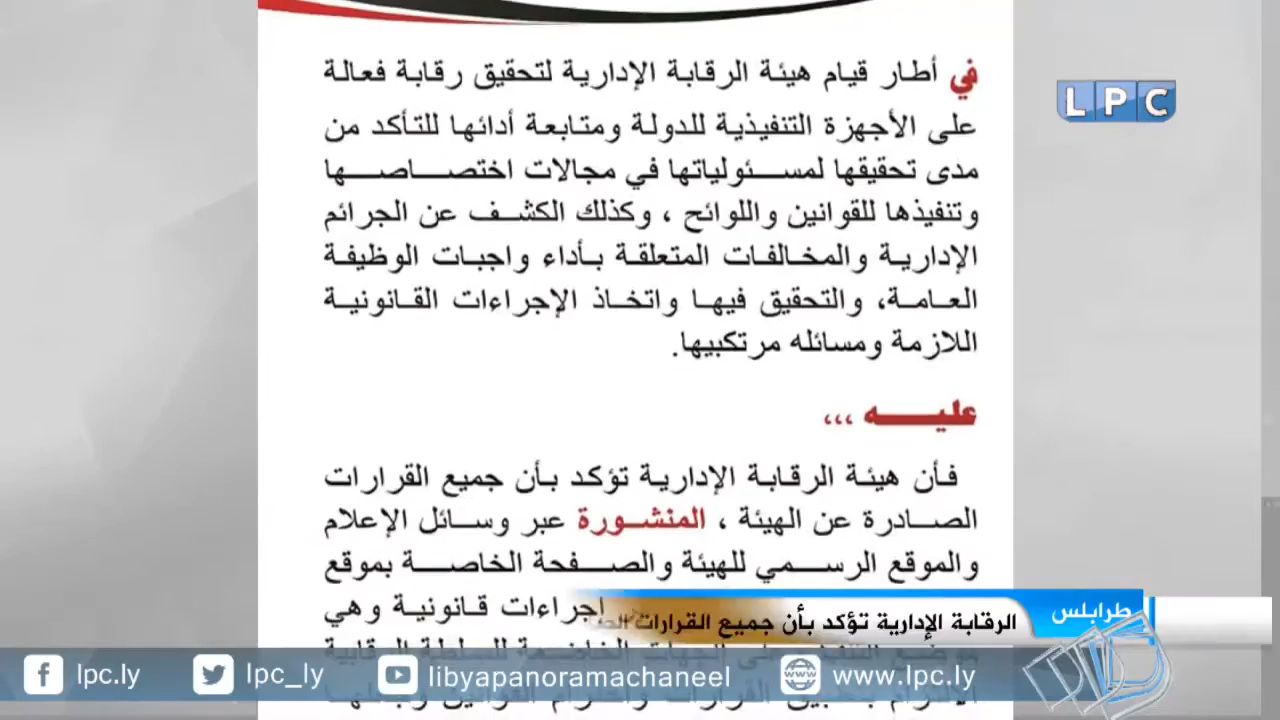 في أطار قيام هيئة الرقابة الإدارية لتحقيق رقابة فعالة
على الأجهزة التنفيذية للدولة ومتابعة أدائها للتأكد من
مدى تحقيقها لمسئولياتها في مجالات اختصاصها
وتنفيذها للقوانين واللوائح ، وكذلك الكشف عن الجرائم
الإدارية والمخالفات المتعلقة بأداء واجبات الوظيفة
العامة، والتحقيق فيها واتخاذ الإجراءات القانونية
اللازمة ومسائله مرتكبيها.
عليه ,,,
فأن هيئة الرقابة الإدارية تؤكد بأن جميع القرارات
الصادرة عن الهيئة ، المنشورة عبر وسائل الإعلام
والموقع الرسمي للهيئة والصفحة الخاصة بموقع
اجراءات قانونية وهي
LPC
طرابلس
الرقابة الإدارية تؤكد بأن جميع القرارات
lpc.ly
lpc_ly
libyapanoramachaneel
www.lpc.ly